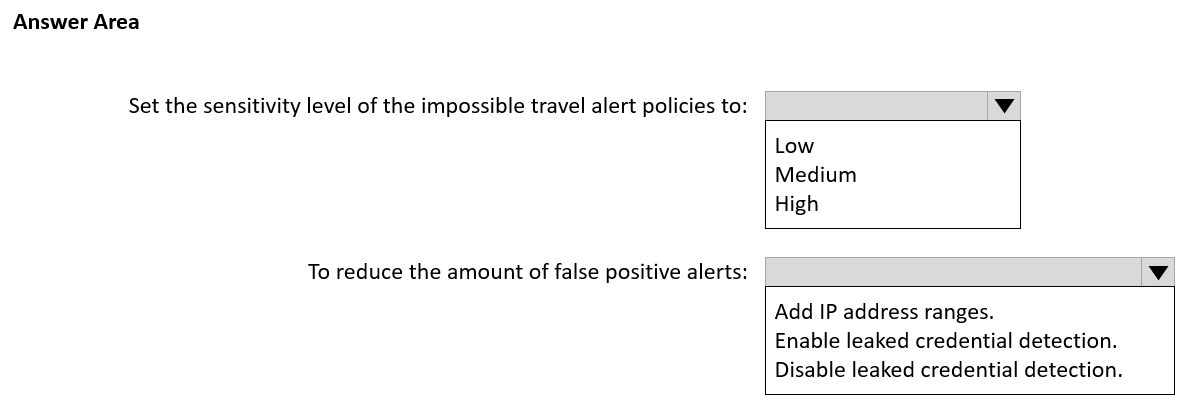 Answer Area
Set the sensitivity level of the impossible travel alert policies to:
Low
Medium
High
To reduce the amount of false positive alerts:
Add IP address ranges.
Enable leaked credential detection.
Disable leaked credential detection.